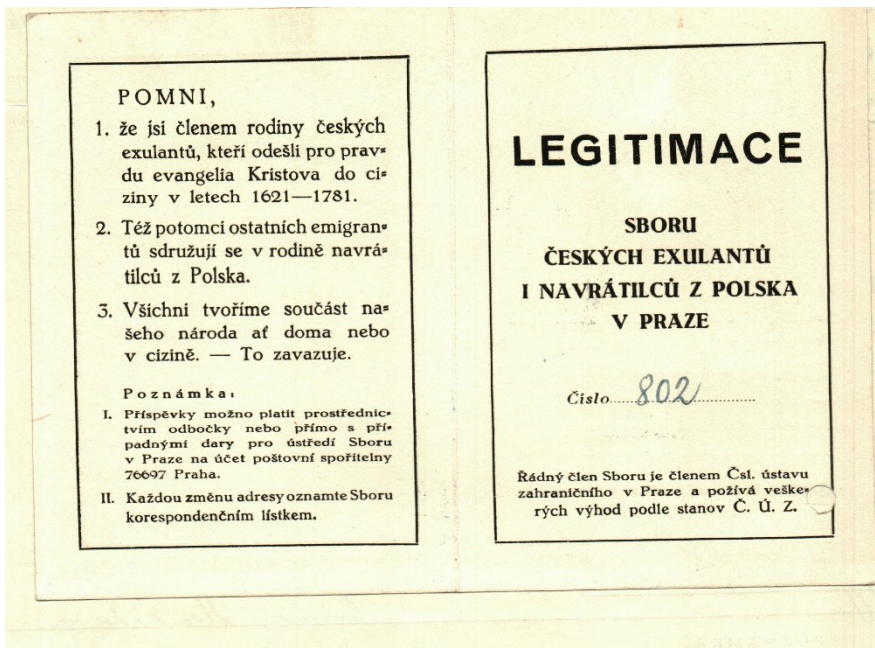 POMNI,
1. že jsi členem rodiny českých
exulantů, kteří odešli pro prav=
du evangelia Kristova do ci=
ziny v letech 1621—1781.
2. Též potomci ostatních emigran=
tů sdružují se v rodině navrá=
tilců z Polska.
3. Všichni tvoříme součást na=
šeho národa ať doma nebo
v cizině. — To zavazuje.
Poznámka:
I. Příspěvky možno platit prostřednic=
tvím odbočky nebo přímo s pří=
padnými dary pro ústředí Sboru
v Praze na účet poštovní spořitelny
76697 Praha.
II. Každou změnu adresy oznamte Sboru
korespondenčním lístkem.
LEGITIMACE
SBORU
ČESKÝCH EXULANTŮ
I NAVRÁTILCŮ Z POLSKA
V PRAZE
Číslo 802
Řádný člen Sboru je členem Čsl. ústavu
zahraničního v Praze a požívá veške=
rých výhod podle stanov Č. Ú. Z.